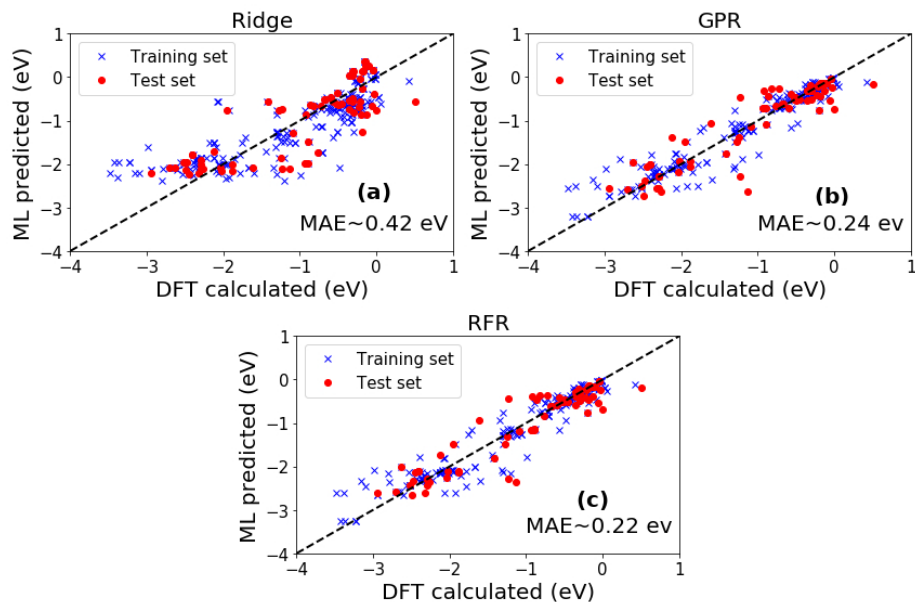 Ridge
1
0
−1
−2
−3
−4
ML predicted (eV)
Training set
Test set
(a)
MAE~0.42 eV
−4 −3 −2 −1 0 1
DFT calculated (eV)
GPR
1
0
−1
−2
−3
−4
ML predicted (eV)
Training set
Test set
(b)
MAE~0.24 eV
−4 −3 −2 −1 0 1
DFT calculated (eV)
RFR
1
0
−1
−2
−3
−4
ML predicted (eV)
Training set
Test set
(c)
MAE~0.22 ev
−4 −3 −2 −1 0 1
DFT calculated (eV)